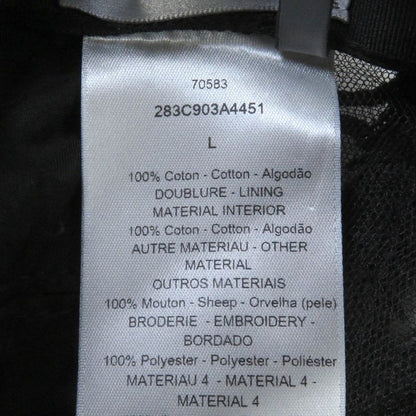 70583
283C903A4451
L
100% Coton - Cotton - Algodão
DOUBLURE - LINING
MATERIAL INTERIOR
100% Coton - Cotton - Algodão
AUTRE MATERIAU - OTHER
MATERIAL
OUTROS MATERIAIS
100% Mouton - Sheep - Orvelha (pele)
BRODERIE - EMBROIDERY -
BORDADO
100% Polyester - Polyester - Poliéster
MATERIAU 4 - MATERIAL 4 -
MATERIAL 4